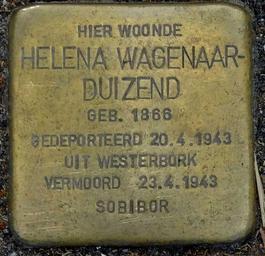 HIER WOONDE
HELENA WAGENAAR-
DUIZEND
GEB. 1866
GEDEPORTEERD 20.4.1943
UIT WESTERBORK
VERMOORD 23.4.1943
SOBIBOR